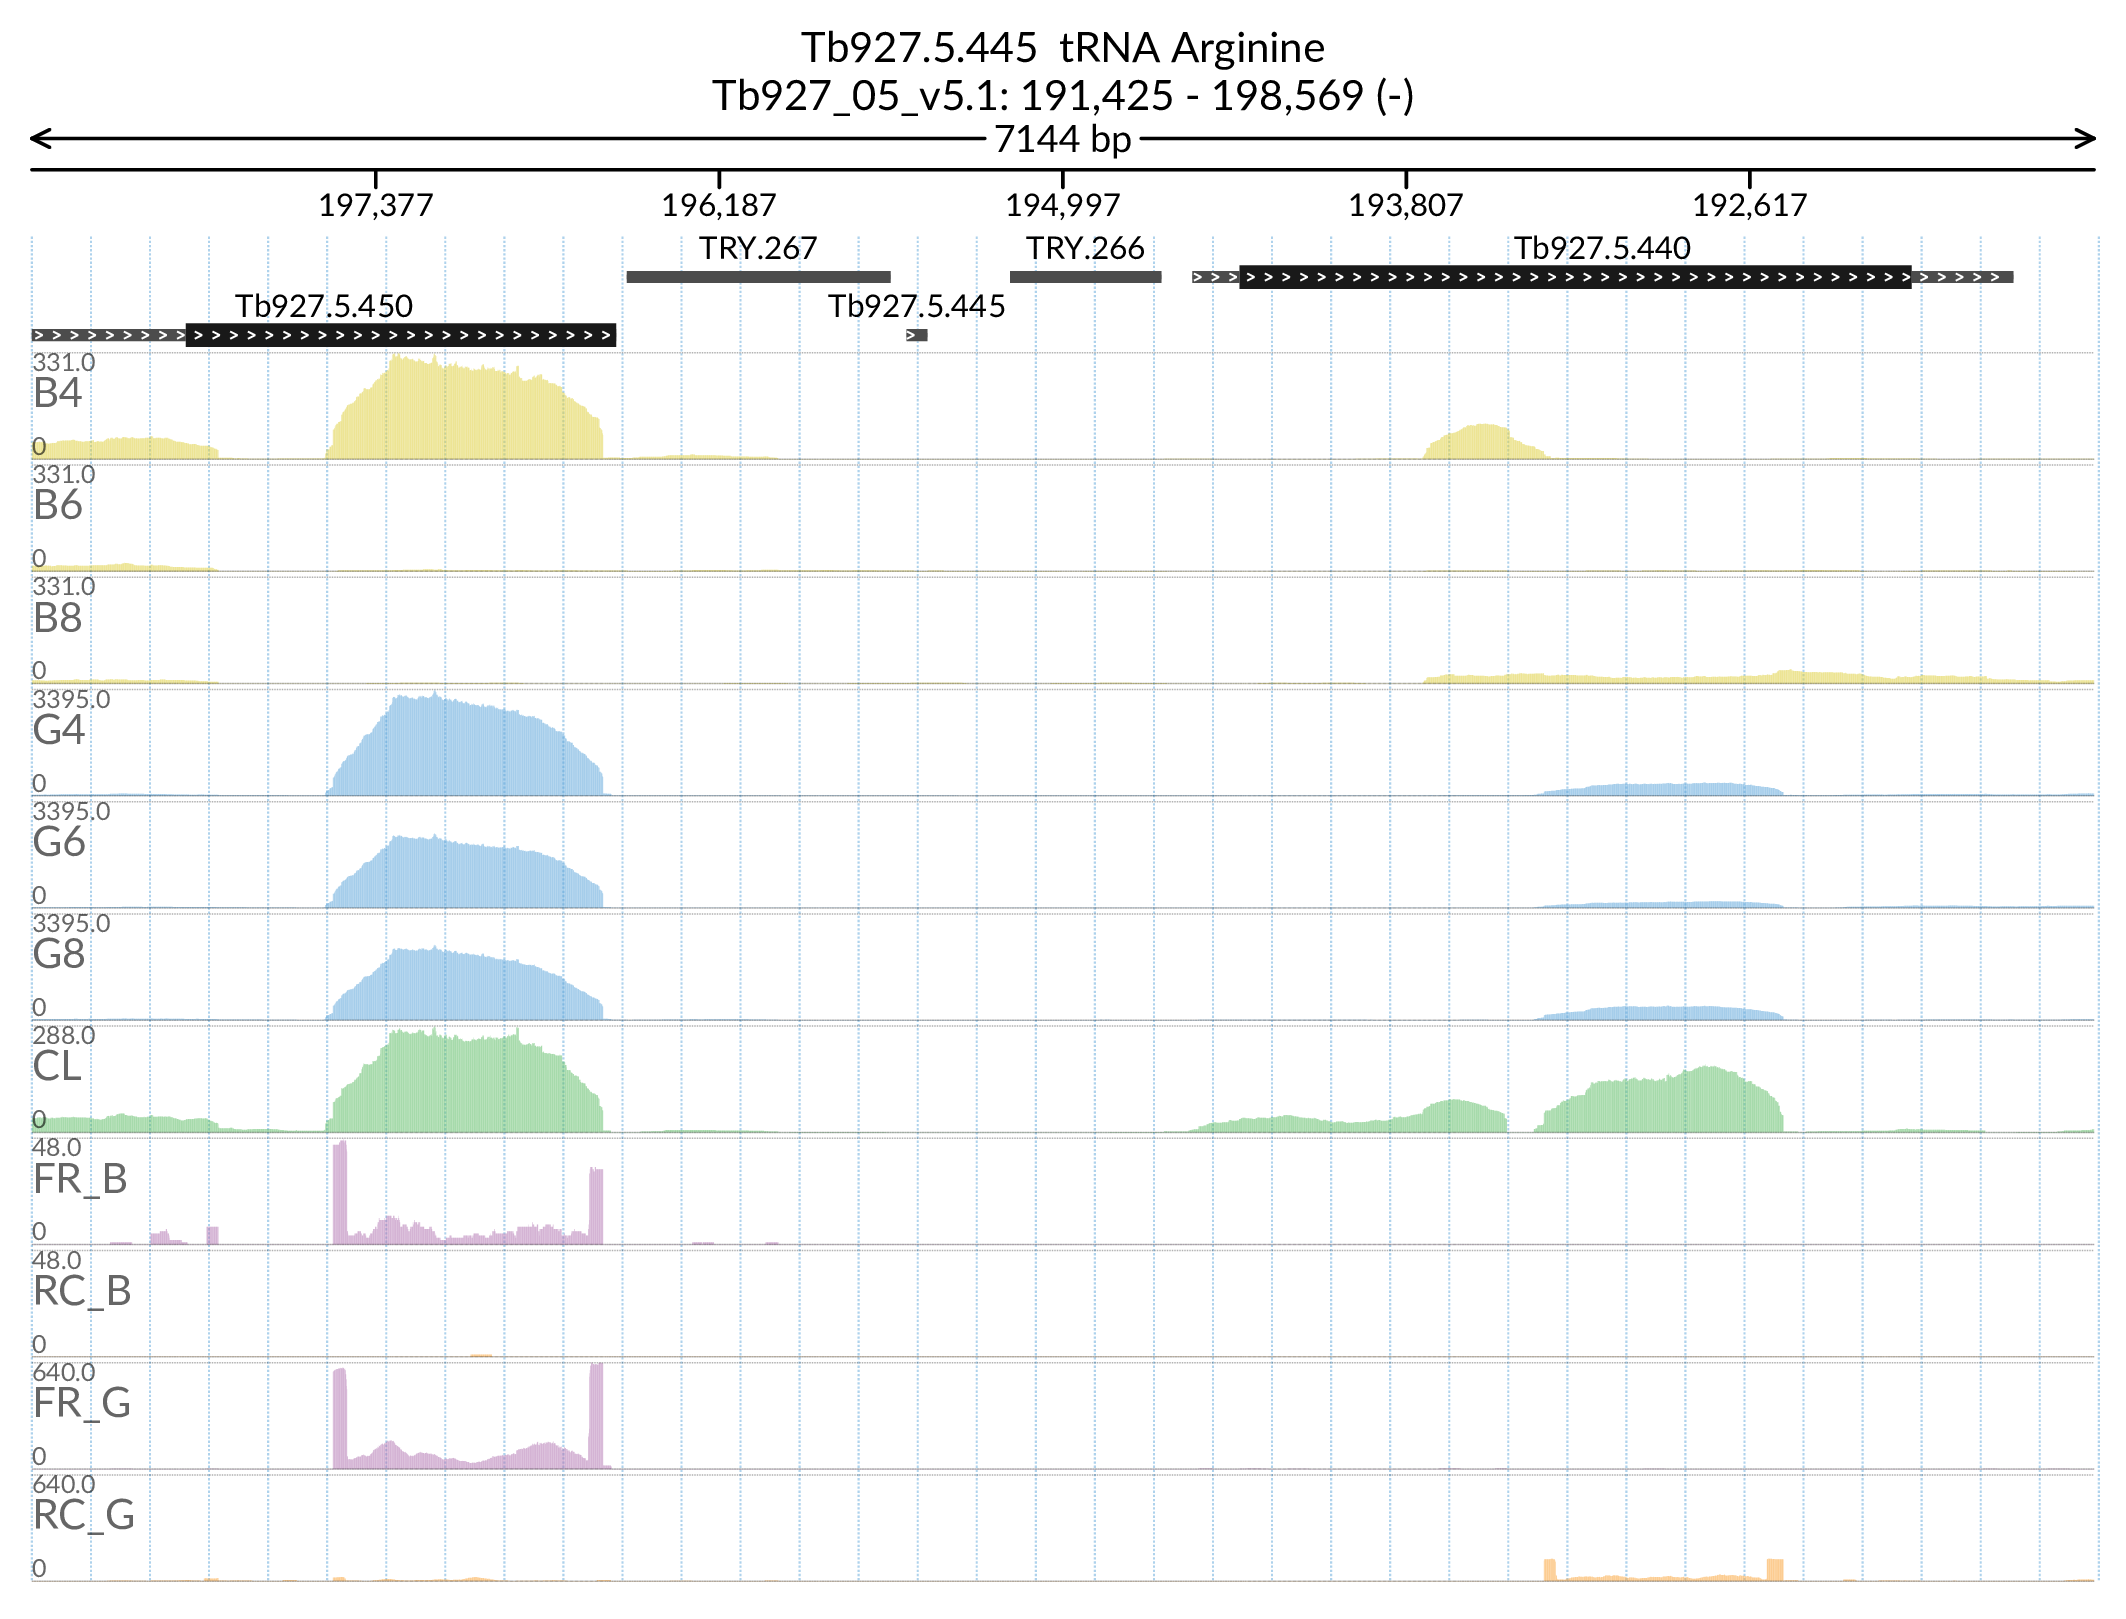 Tb927.5.445 tRNA Arginine
Tb927_05_v5.1: 191,425 - 198,569 (-)
7144 bp
197,377 196,187 194,997 193,807 192,617
TRY.267 TRY.266 Tb927.5.440
Tb927.5.450 Tb927.5.445
331.0
B4
0
331.0
B6
0
331.0
B8
0
3395.0
G4
0
3395.0
G6
0
3395.0
G8
0
288.0
CL
0
48.0
FR_B
0
48.0
RC_B
0
640.0
FR_G
0
640.0
RC_G
0